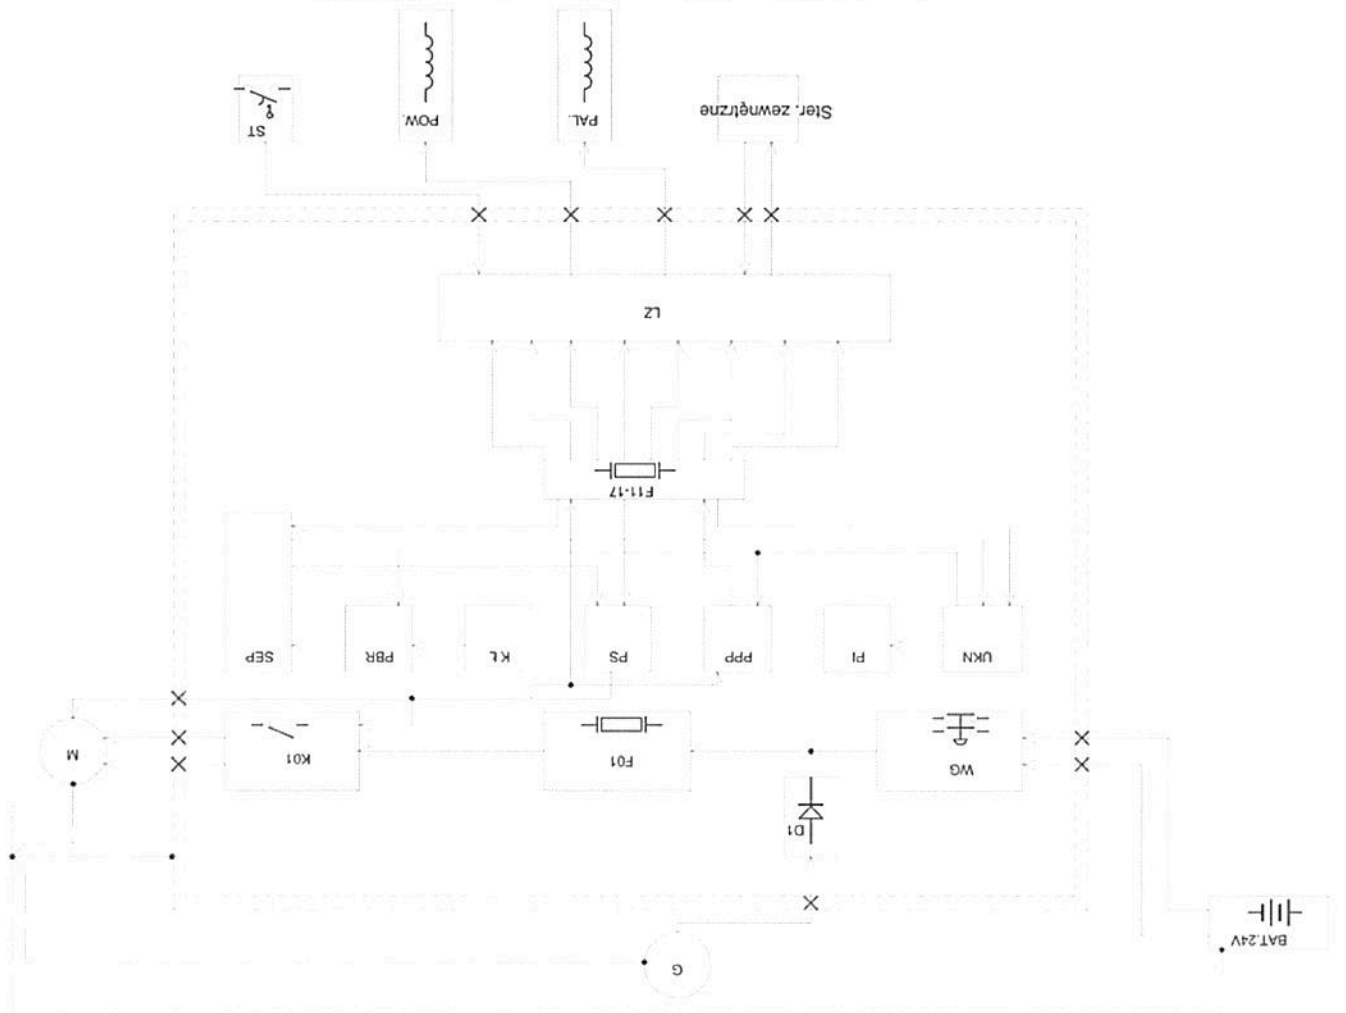 BAT.24V
G
D1
WG
F01
K01
M
UKN
PI
PPP
PS
KŁ
PBR
SEP
F11-17
LZ
Ster. zewnętrzne
PAL.
POW.
ST